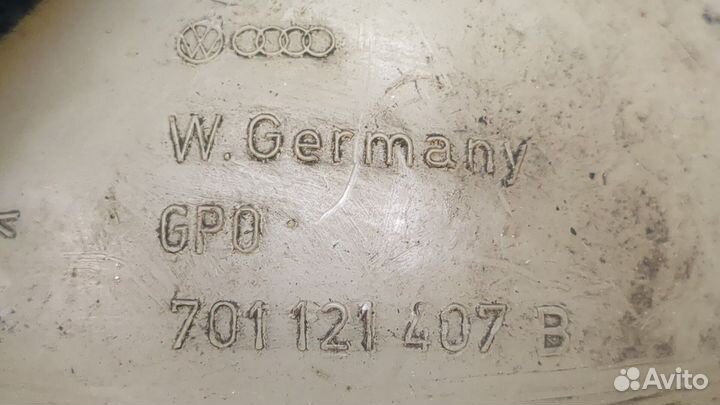 W. Germany
GPO
701 121 407 B
Avito